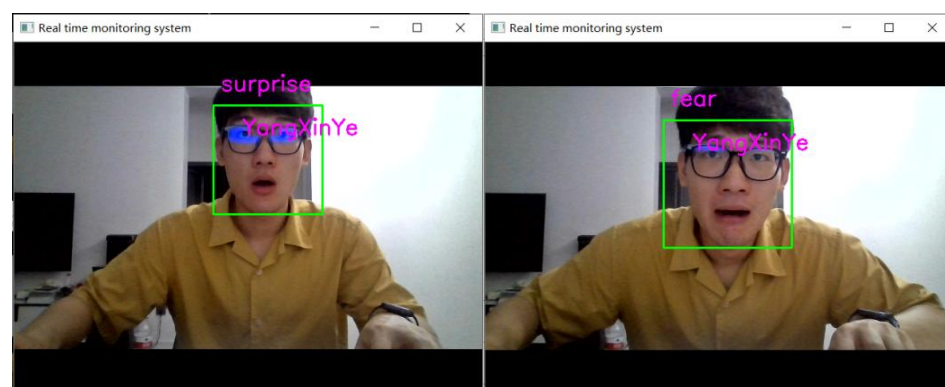 Real time monitoring system
surprise
YangXinYe
Real time monitoring system
fear
YangXinYe